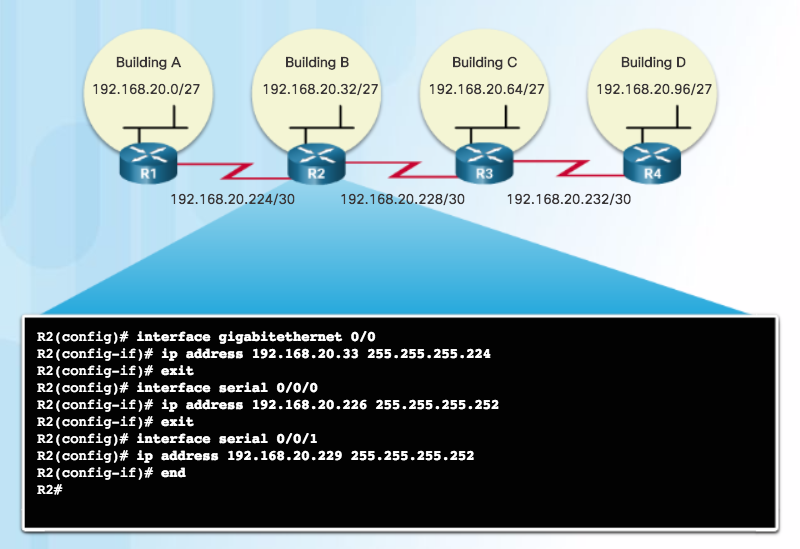 Building A
Building B
Building C
Building D
192.168.20.0/27
192.168.20.32/27
192.168.20.64/27
192.168.20.96/27
R1
R2
R3
R4
192.168.20.224/30
192.168.20.228/30
192.168.20.232/30
R2(config)# interface gigabitethernet 0/0
R2(config-if)# ip address 192.168.20.33 255.255.255.224
R2(config-if)# exit
R2(config)# interface serial 0/0/0
R2(config-if)# ip address 192.168.20.226 255.255.255.252
R2(config-if)# exit
R2(config)# interface serial 0/0/1
R2(config-if)# ip address 192.168.20.229 255.255.255.252
R2(config-if)# end
R2#